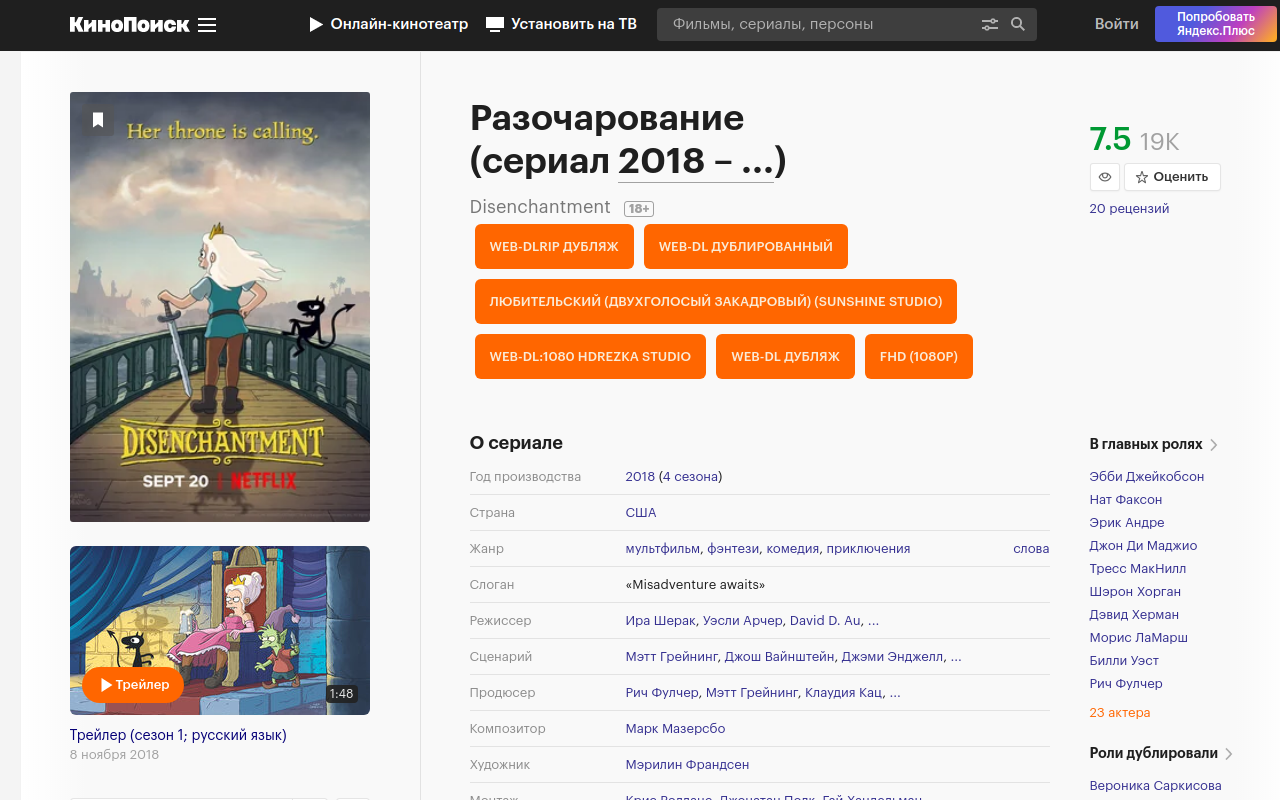 КиноПоиск
Онлайн-кинотеатр
Установить на ТВ
Фильмы, сериалы, персоны
Войти
Попробовать
Яндекс.Плюс
Her throne is calling.
DISENCHANTMENT
SEPT 20 | NETFLIX
Трейлер
1:48
Трейлер (сезон 1; русский язык)
8 ноября 2018
Разочарование
(сериал 2018 – ...)
Disenchantment 18+
WEB-DLRIP ДУБЛЯЖ
WEB-DL ДУБЛИРОВАННЫЙ
ЛЮБИТЕЛЬСКИЙ (ДВУХГОЛОСЫЙ ЗАКАДРОВЫЙ) (SUNSHINE STUDIO)
WEB-DL:1080 HDREZKA STUDIO
WEB-DL ДУБЛЯЖ
FHD (1080P)
7.5 19K
Оценить
20 рецензий
О сериале
Год производства 2018 (4 сезона)
Страна США
Жанр мультфильм, фэнтези, комедия, приключения слова
Слоган «Misadventure awaits»
Режиссер Ира Шерак, Уэсли Арчер, David D. Au, ...
Сценарий Мэтт Грейнинг, Джош Вайнштейн, Джэми Энджелл, ...
Продюсер Рич Фулчер, Мэтт Грейнинг, Клаудия Кац, ...
Композитор Марк Мазерсбо
Художник Мэрилин Франдсен
В главных ролях
Эбби Джейкобсон
Нат Факсон
Эрик Андре
Джон Ди Маджио
Тресс МакНилл
Шэрон Хорган
Дэвид Херман
Морис ЛаМарш
Билли Уэст
Рич Фулчер
23 актера
Роли дублировали
Вероника Саркисова